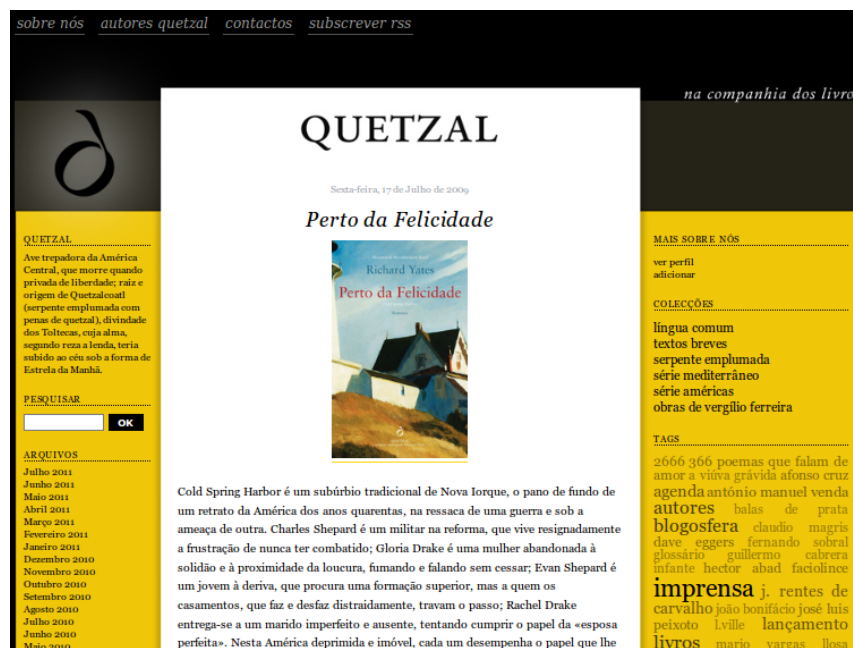 sobre nós autores quetzal contactos subscrever rss
na companhia dos livro
QUETZAL
Ave trepadora da América
Central, que morre quando
privada de liberdade; raiz e
origem de Quetzalcoatl
(serpente emplumada com
penas de quetzal), divindade
dos Toltecas, cuja alma,
segundo reza a lenda, teria
subido ao céu sob a forma de
Estrela da Manhã.
PESQUISAR
OK
ARQUIVOS
Julho 2011
Junho 2011
Maio 2011
Abril 2011
Março 2011
Fevereiro 2011
Janeiro 2011
Dezembro 2010
Novembro 2010
Outubro 2010
Setembro 2010
Agosto 2010
Julho 2010
Junho 2010
Maio 2010
QUETZAL
Sexta-feira, 17 de Julho de 2009
Perto da Felicidade
Richard Yates
Perto da Felicidade
Cold Spring Harbor é um subúrbio tradicional de Nova Iorque, o pano de fundo de
um retrato da América dos anos quarentas, na ressaca de uma guerra e sob a
ameaça de outra. Charles Shepard é um militar na reforma, que vive resignadamente
a frustração de nunca ter combatido; Gloria Drake é uma mulher abandonada à
solidão e à proximidade da loucura, fumando e falando sem cessar; Evan Shepard é
um jovem à deriva, que procura uma formação superior, mas a quem os
casamentos, que faz e desfaz distraidamente, travam o passo; Rachel Drake
entrega-se a um marido imperfeito e ausente, tentando cumprir o papel da «esposa
perfeita». Nesta América deprimida e imóvel, cada um desempenha o papel que lhe
MAIS SOBRE NÓS
ver perfil
adicionar
COLECÇÕES
língua comum
textos breves
serpente emplumada
série mediterrâneo
série américas
obras de vergílio ferreira
TAGS
2666 366 poemas que falam de
amor a viúva grávida afonso cruz
agenda antónio manuel venda
autores balas de prata
blogosfera claudio magris
dave eggers fernando sobral
glossário guillermo cabrera
infante hector abad faciolince
imprensa j. rentes de
carvalho joão bonifácio josé luis
peixoto l.ville lançamento
livros mario vargas llosa